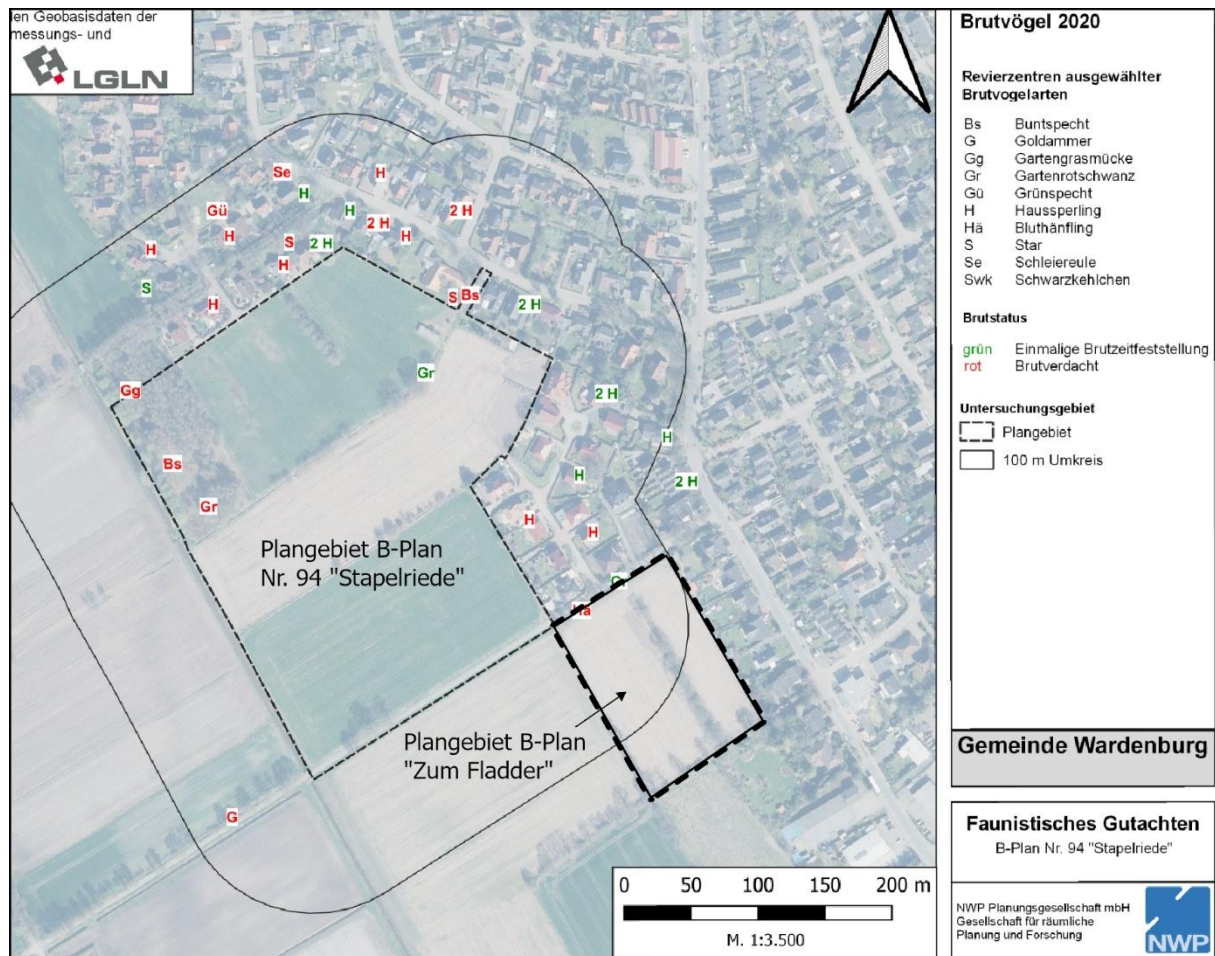 len Geobasisdaten der
messungs- und
LGLN
Se
H
H
H
Gü
2 H
2 H
H
H
S
2 H
H
H
S
H
S
Bs
2 H
Gr
Gg
2 H
H
Bs
H
2 H
Gr
H
H
Plangebiet B-Plan
Nr. 94 "Stapelriede"
Plangebiet B-Plan
"Zum Fladder"
G
0 50 100 150 200 m
M. 1:3.500
Brutvögel 2020
Revierzentren ausgewählter
Brutvogelarten
Bs Buntspecht
G Goldammer
Gg Gartengrasmücke
Gr Gartenrotschwanz
Gü Grünspecht
H Haussperling
Hä Bluthänfling
S Star
Se Schleiereule
Swk Schwarzkehlchen
Brutstatus
grün Einmalige Brutzeitfeststellung
rot Brutverdacht
Untersuchungsgebiet
Plangebiet
100 m Umkreis
Gemeinde Wardenburg
Faunistisches Gutachten
B-Plan Nr. 94 "Stapelriede"
NWP Planungsgesellschaft mbH
Gesellschaft für räumliche
Planung und Forschung
NWP